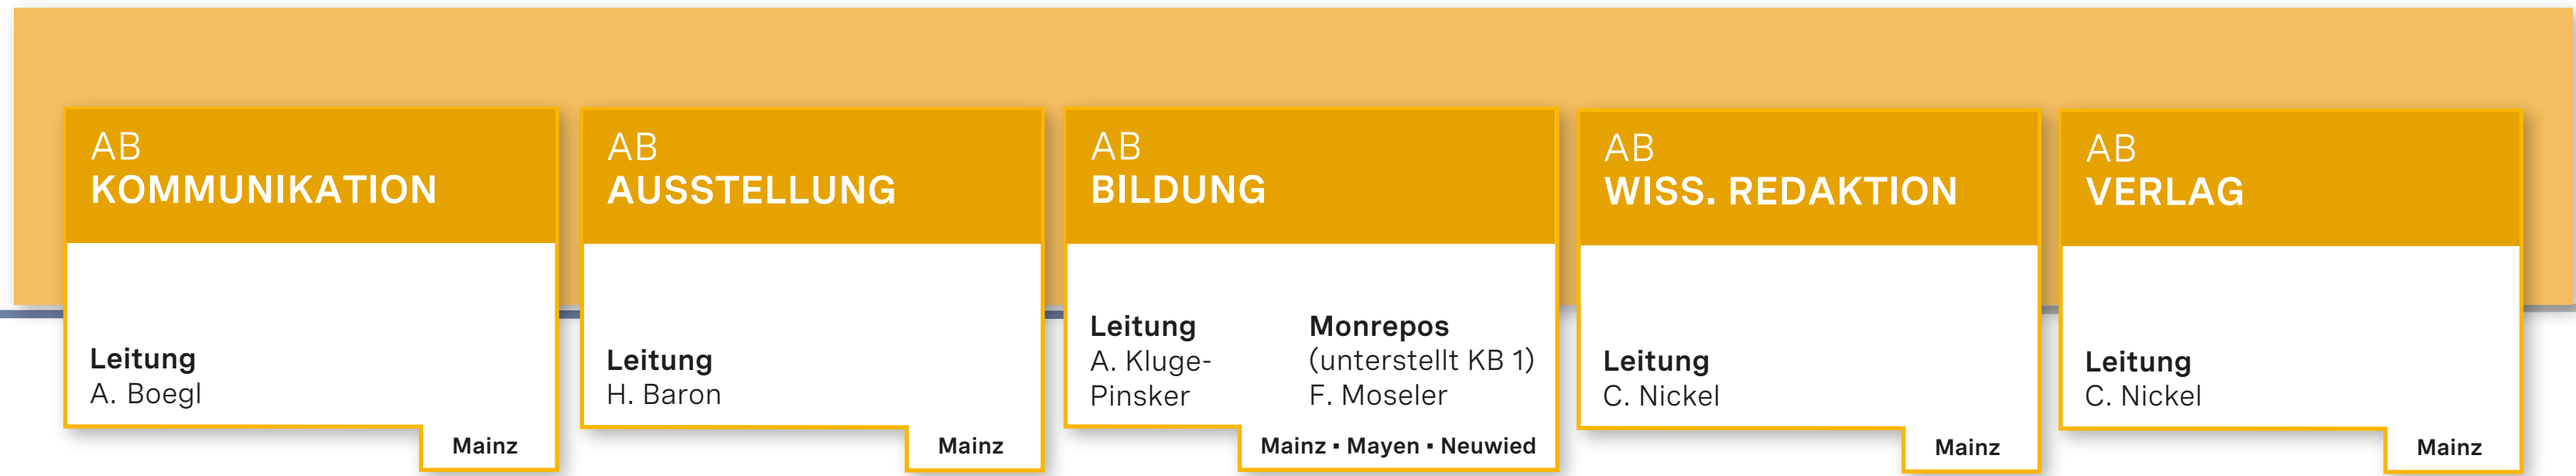 AB
KOMMUNIKATION
Leitung
A. Boegl
Mainz
AB
AUSSTELLUNG
Leitung
H. Baron
Mainz
AB
BILDUNG
Leitung
A. Kluge-
Pinsker
Monrepos
(unterstellt KB 1)
F. Moseler
Mainz ▪ Mayen ▪ Neuwied
AB
WISS. REDAKTION
Leitung
C. Nickel
Mainz
AB
VERLAG
Leitung
C. Nickel
Mainz